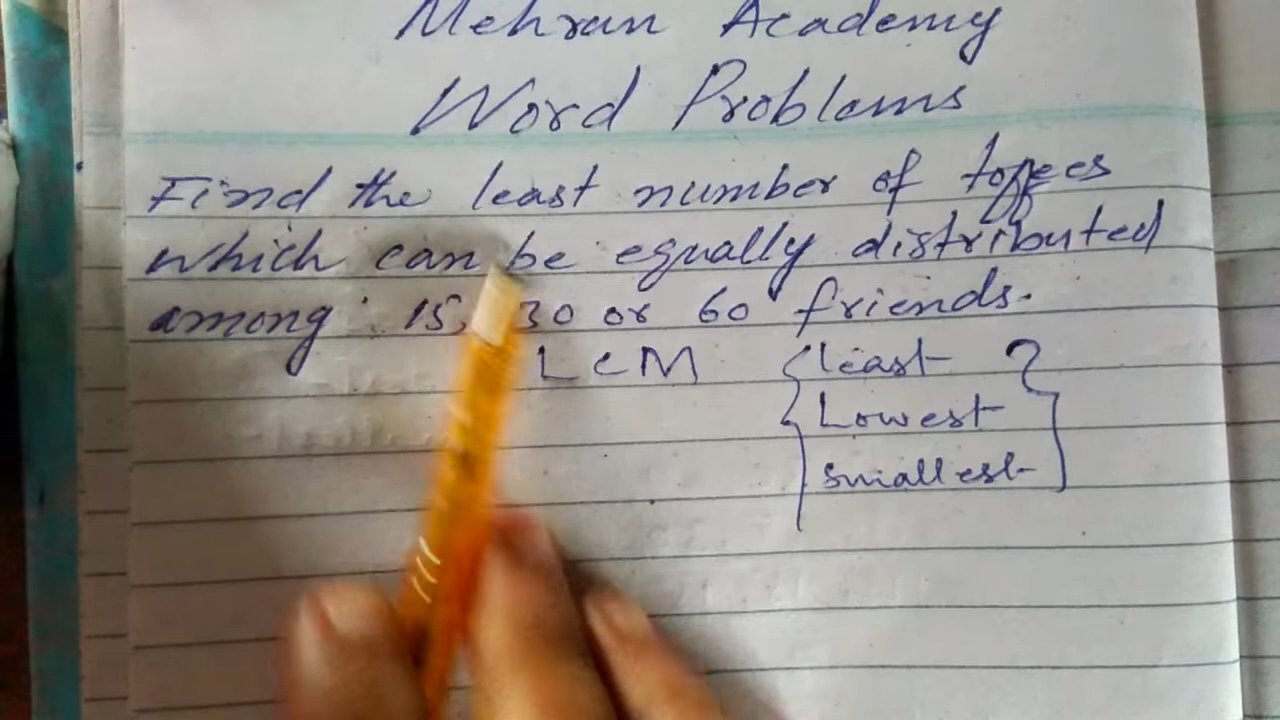 Mehran Academy
Word Problems
Find the least number of toffees
which can be equally distributed
among 15, 30 or 60 friends.
LCM { least
Lowest
smallest }